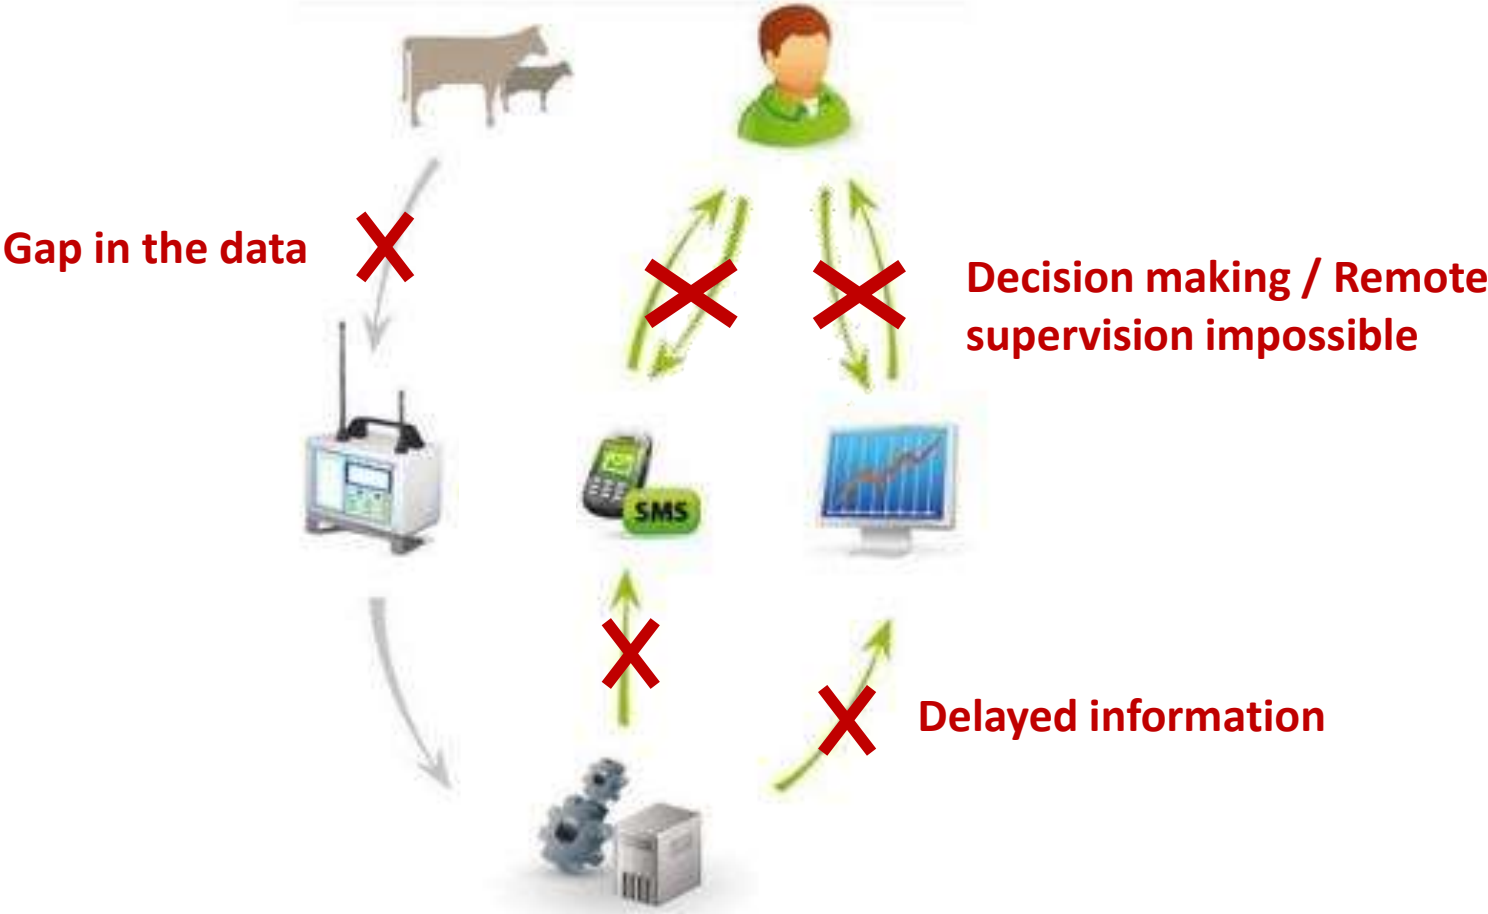 Gap in the data
Decision making / Remote
supervision impossible
SMS
Delayed information